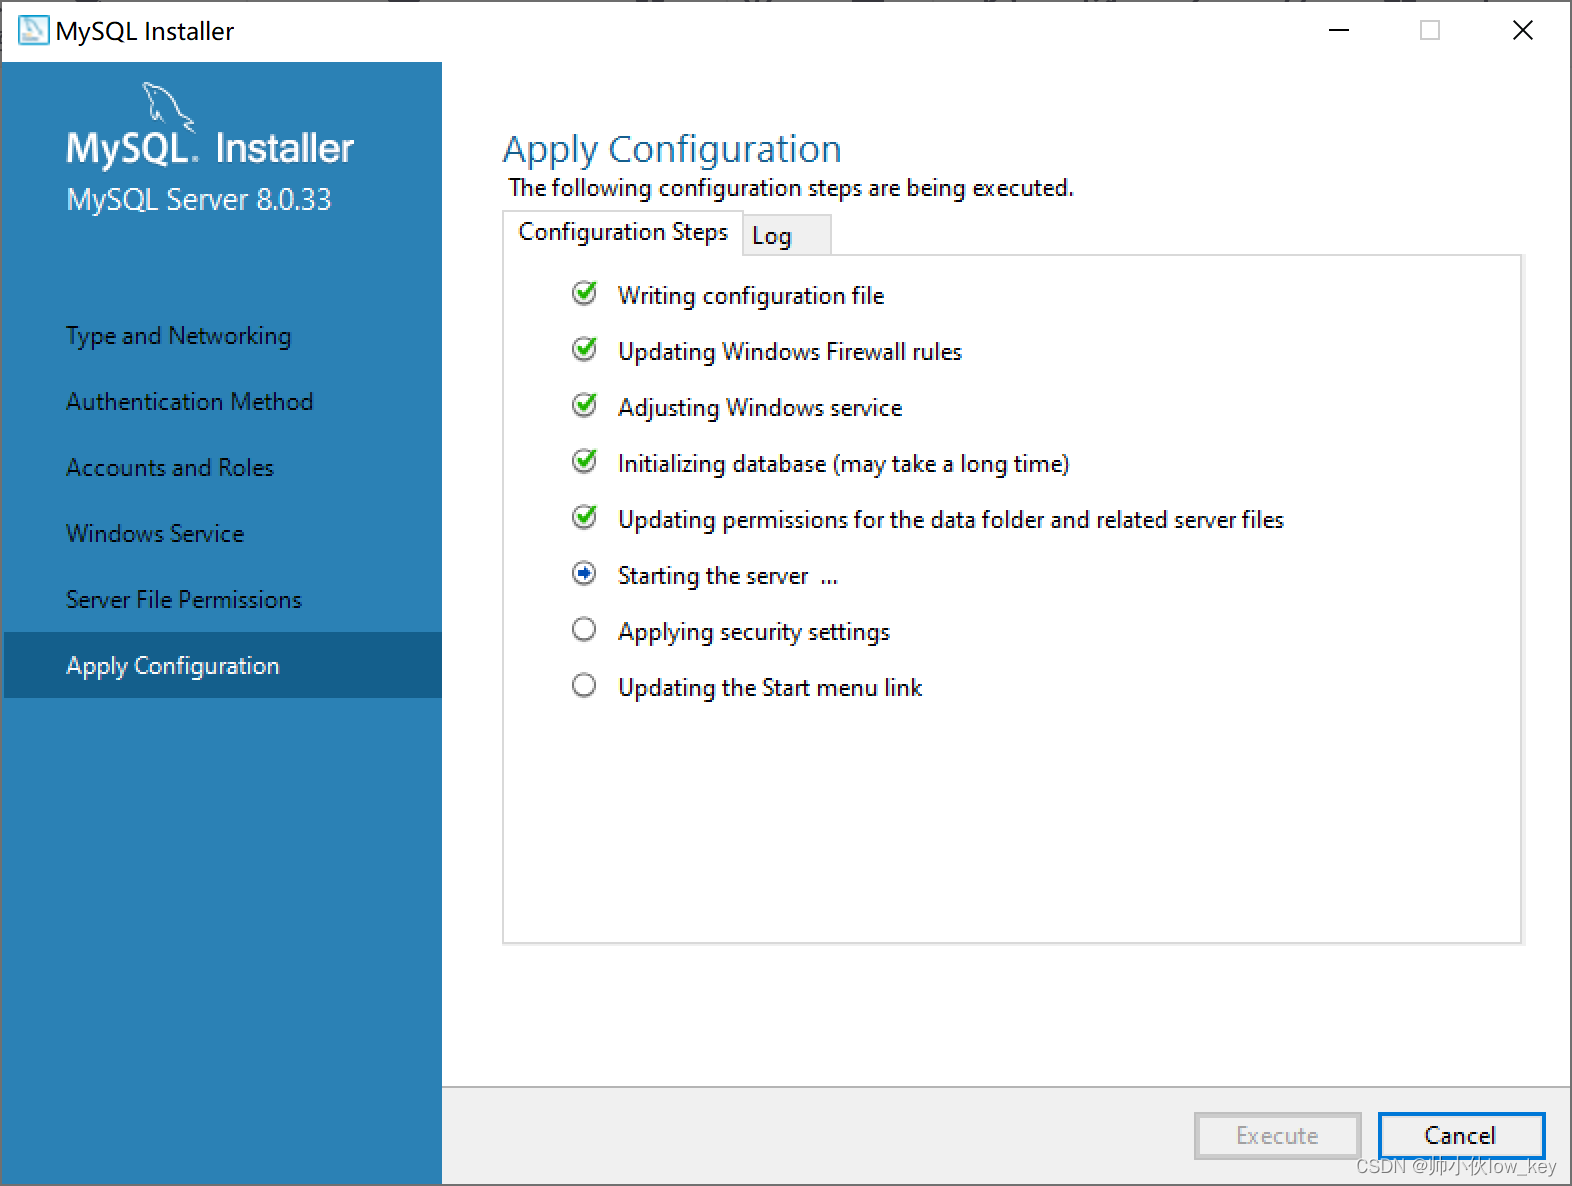 MySQL Installer
MySQL. Installer
MySQL Server 8.0.33
Type and Networking
Authentication Method
Accounts and Roles
Windows Service
Server File Permissions
Apply Configuration
Apply Configuration
The following configuration steps are being executed.
Configuration Steps
Log
Writing configuration file
Updating Windows Firewall rules
Adjusting Windows service
Initializing database (may take a long time)
Updating permissions for the data folder and related server files
Starting the server ...
Applying security settings
Updating the Start menu link
Execute
Cancel
CSDN @帅小伙low_key